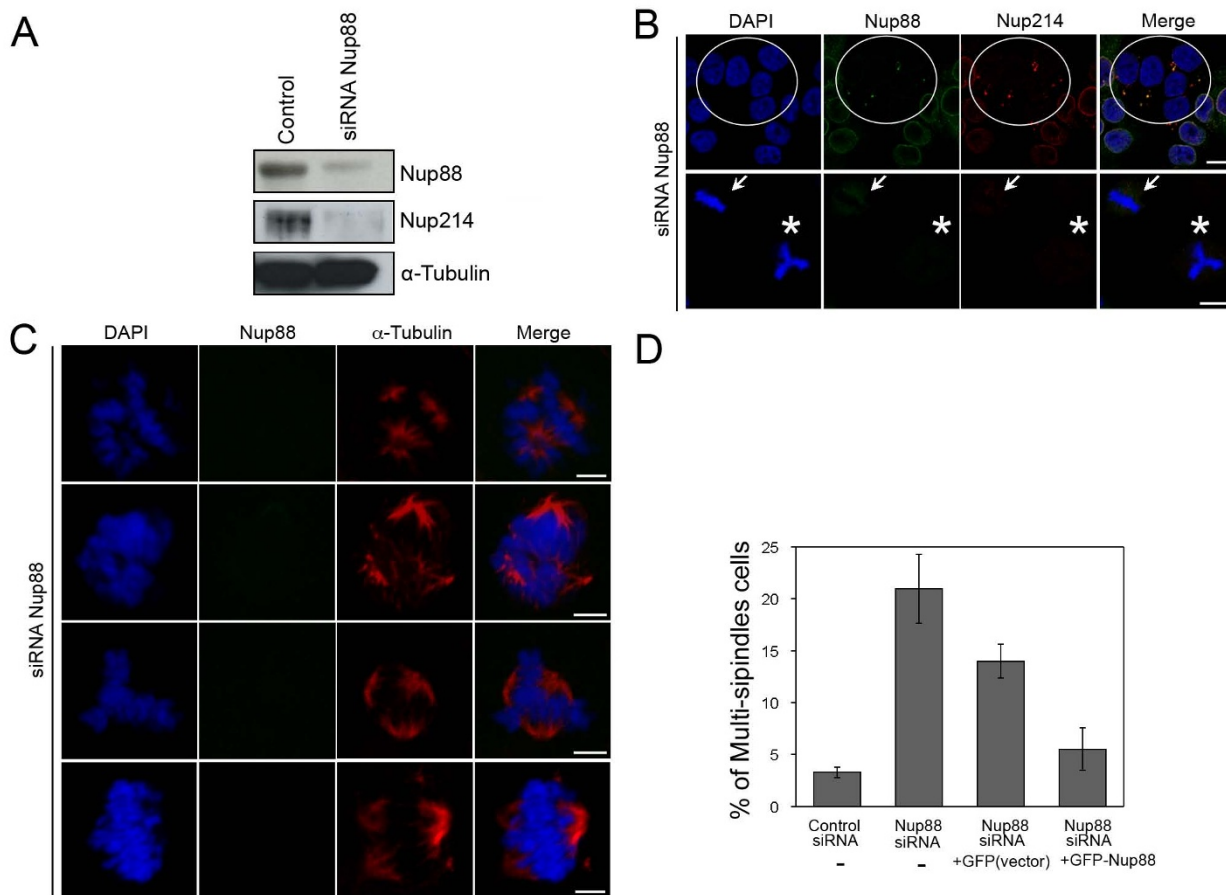 A
Control
siRNA Nup88
Nup88
Nup214
α-Tubulin
B
DAPI Nup88 Nup214 Merge
siRNA Nup88
*
*
*
*
C
DAPI Nup88 α-Tubulin Merge
siRNA Nup88
D
% of Multi-sipindles cells
25
20
15
10
5
0
Control Nup88 Nup88 Nup88
siRNA siRNA siRNA siRNA
- - +GFP(vector) +GFP-Nup88